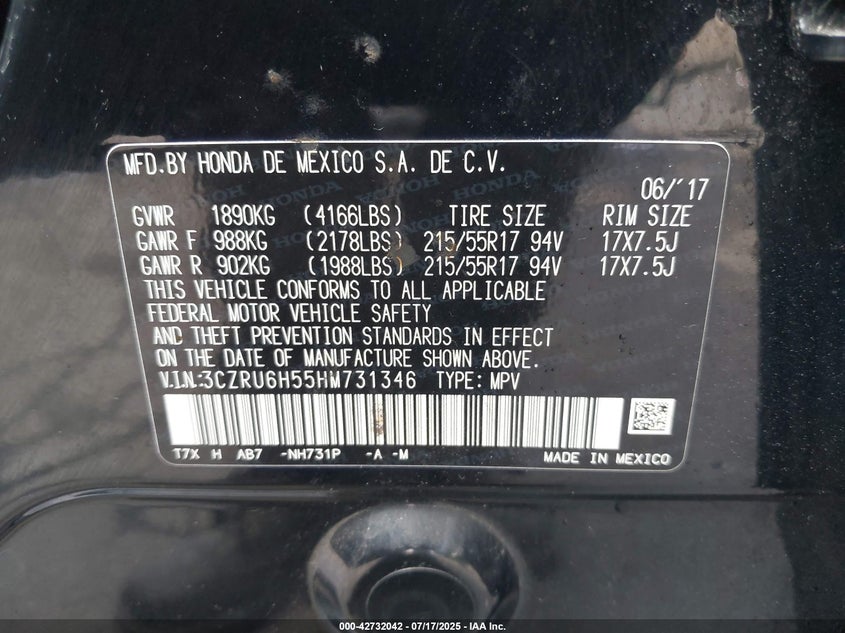 MFD.BY HONDA DE MEXICO S.A. DE C.V.
06/'17
GVWR 1890KG (4166LBS) TIRE SIZE RIM SIZE
GAWR F 988KG (2178LBS) 215/55R17 94V 17X7.5J
GAWR R 902KG (1988LBS) 215/55R17 94V 17X7.5J
THIS VEHICLE CONFORMS TO ALL APPLICABLE
FEDERAL MOTOR VEHICLE SAFETY
AND THEFT PREVENTION STANDARDS IN EFFECT
ON THE DATE OF MANUFACTURE SHOWN ABOVE.
V.I.N.:3CZRU6H55HM731346 TYPE: MPV
T7X H AB7 -NH731P -A -M MADE IN MEXICO
000-42732042 - 07/17/2025 - IAA Inc.